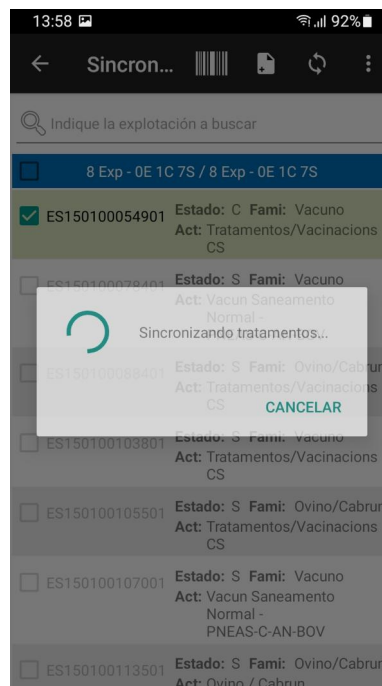 13:58 92%
Sincron...
Indique la explotación a buscar
8 Exp - 0E 1C 7S / 8 Exp - 0E 1C 7S
ES150100054901 Estado: C Fami: Vacuno
Act: Tratamentos/Vacinacions
CS
ES150100078401 Estado: S Fami: Vacuno
Act: Vacun Saneamento
Normal -
PNEAS-C-AN-BOV
Sincronizando tratamentos...
ES150100088401 Estado: S Fami: Ovino/Cabrun
Act: Tratamentos/Vacinacions
CS
CANCELAR
ES150100103801 Estado: S Fami: Vacuno
Act: Tratamentos/Vacinacions
CS
ES150100105501 Estado: S Fami: Ovino/Cabrun
Act: Tratamentos/Vacinacions
CS
ES150100107001 Estado: S Fami: Vacuno
Act: Vacun Saneamento
Normal -
PNEAS-C-AN-BOV
ES150100113501 Estado: S Fami: Ovino/Cabrun
Act: Ovino / Cabrun